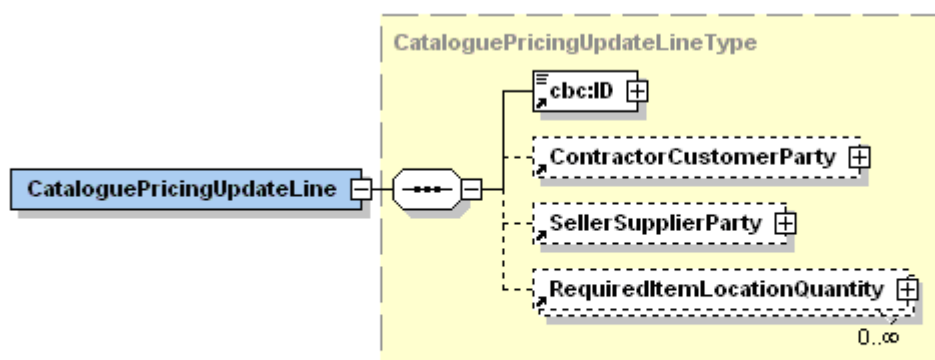 CataloguePricingUpdateLineType
cbc:ID
ContractorCustomerParty
CataloguePricingUpdateLine
SellerSupplierParty
RequiredItemLocationQuantity
0..∞